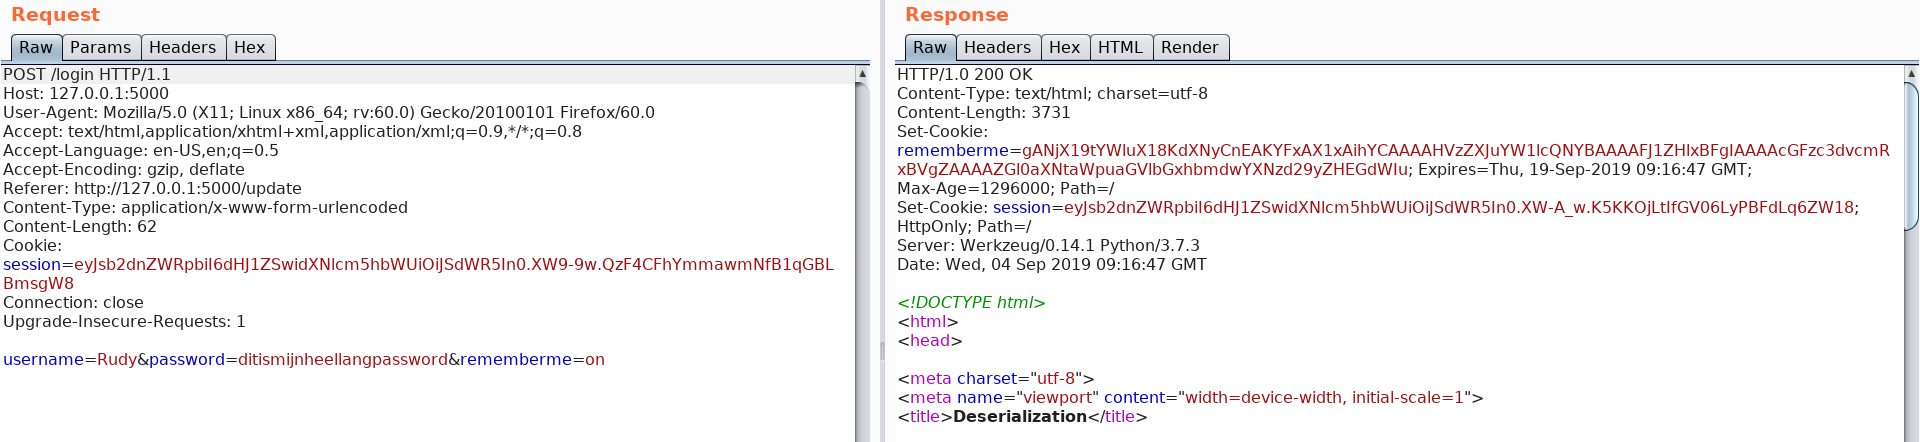 Request
Raw Params Headers Hex
POST /login HTTP/1.1
Host: 127.0.0.1:5000
User-Agent: Mozilla/5.0 (X11; Linux x86_64; rv:60.0) Gecko/20100101 Firefox/60.0
Accept: text/html,application/xhtml+xml,application/xml;q=0.9,*/*;q=0.8
Accept-Language: en-US,en;q=0.5
Accept-Encoding: gzip, deflate
Referer: http://127.0.0.1:5000/update
Content-Type: application/x-www-form-urlencoded
Content-Length: 62
Cookie:
session=eyJsb2dnZWRpbiI6dHJ1ZSwidXNlcm5hbWUiOiJSdWR5In0.XW9-9w.QzF4CFhYmmawmNfB1qGBL
BmsgW8
Connection: close
Upgrade-Insecure-Requests: 1
username=Rudy&password=ditismijnheellangpassword&rememberme=on
Response
Raw Headers Hex HTML Render
HTTP/1.0 200 OK
Content-Type: text/html; charset=utf-8
Content-Length: 3731
Set-Cookie:
rememberme=gANjX19tYWluX18KdXNyCnEAKYFxAX1xAihYCAAAAHVzZXJuYW1lcQNYBAAAAFJ1ZHlxBFgIAAAAcGFzc3dvcmR
xBVgZAAAAZGl0aXNtaWpuaGVlbGxhbmdwYXNzd29yZHEGdWIu; Expires=Thu, 19-Sep-2019 09:16:47 GMT;
Max-Age=1296000; Path=/
Set-Cookie: session=eyJsb2dnZWRpbiI6dHJ1ZSwidXNlcm5hbWUiOiJSdWR5In0.XW-A_w.K5KKOjLtIfGV06LyPBFdLq6ZW18;
HttpOnly; Path=/
Server: Werkzeug/0.14.1 Python/3.7.3
Date: Wed, 04 Sep 2019 09:16:47 GMT
<!DOCTYPE html>
<html>
<head>
<meta charset="utf-8">
<meta name="viewport" content="width=device-width, initial-scale=1">
<title>Deserialization</title>